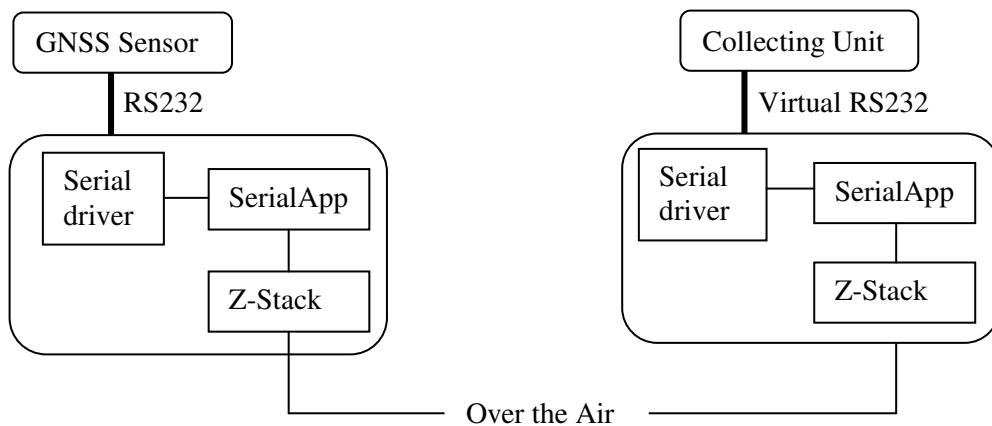 GNSS Sensor
RS232
Serial
driver
SerialApp
Z-Stack
Collecting Unit
Virtual RS232
Serial
driver
SerialApp
Z-Stack
Over the Air